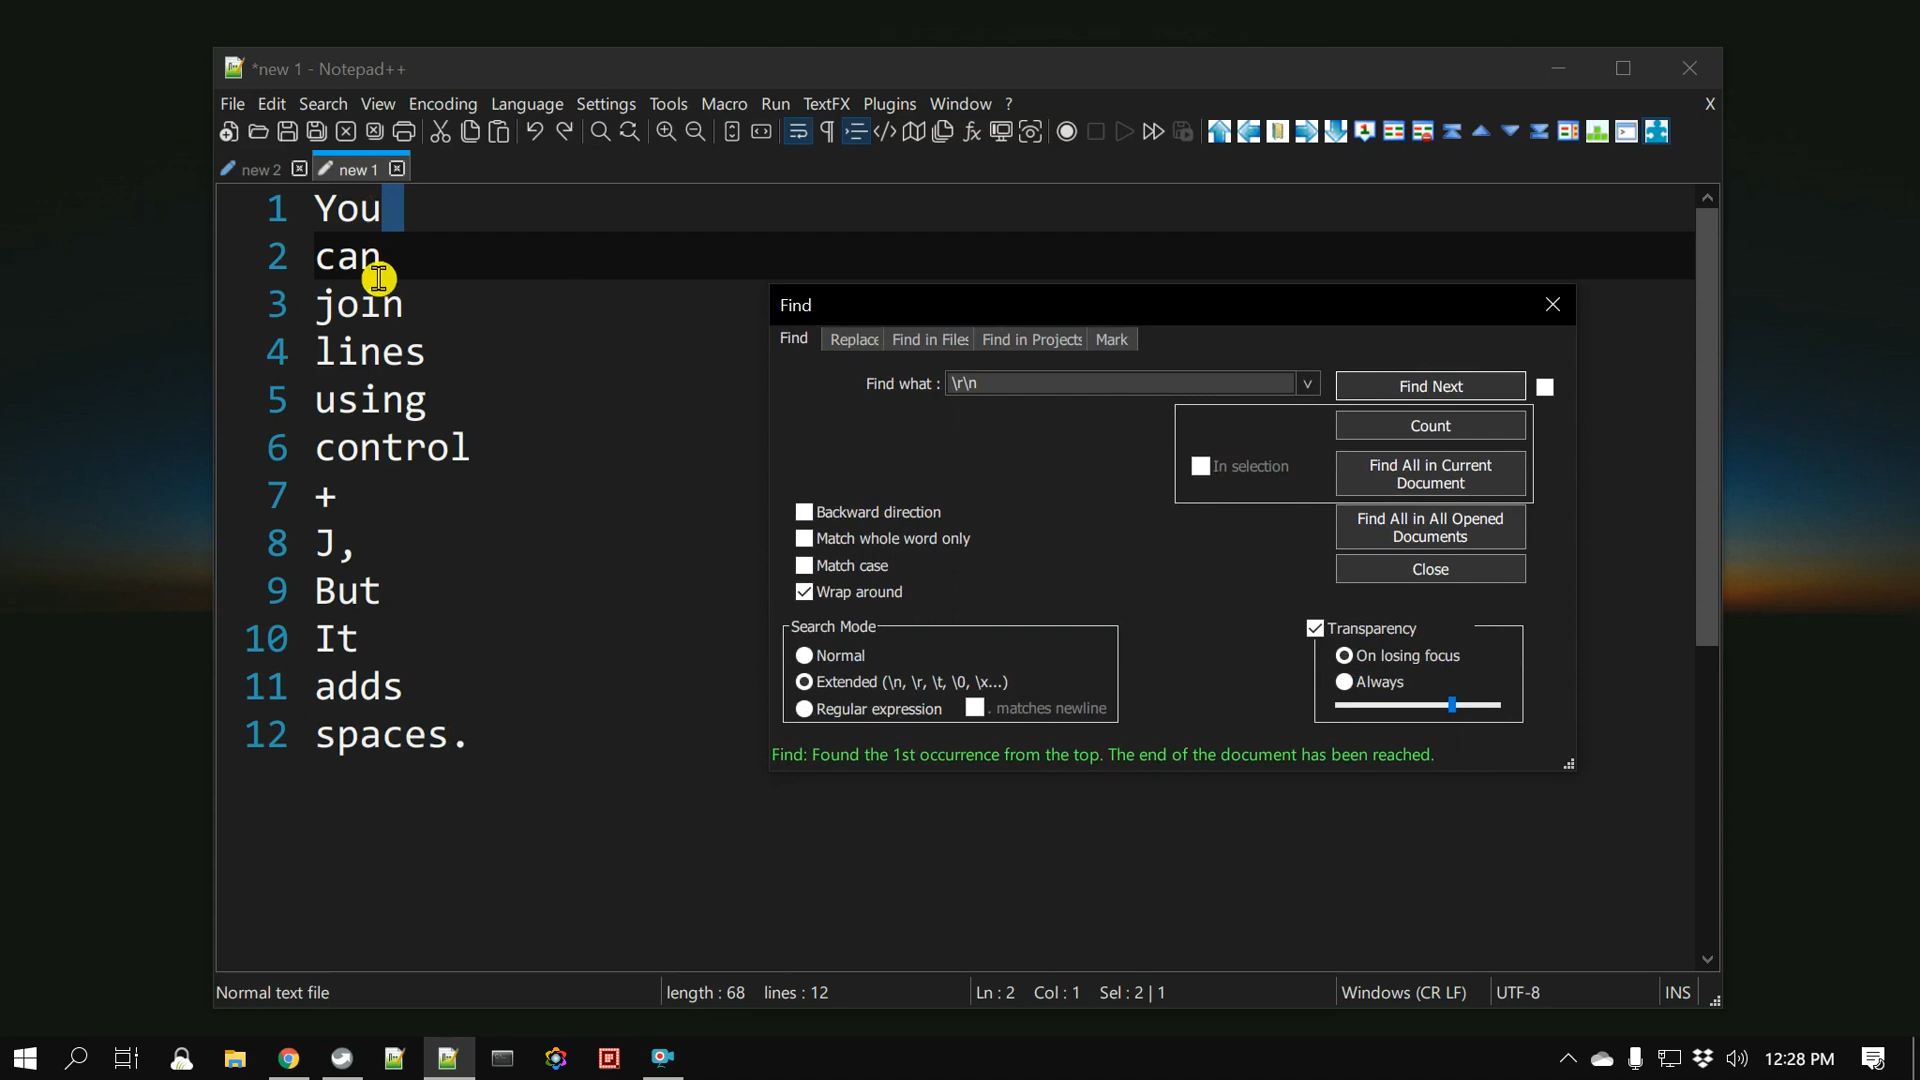 *new 1 - Notepad++
File Edit Search View Encoding Language Settings Tools Macro Run TextFX Plugins Window ? X
new 2 new 1
1 You
2 can
3 join
4 lines
5 using
6 control
7 +
8 J,
9 But
10 It
11 adds
12 spaces.
Find
Find Replace Find in Files Find in Projects Mark
Find what : \r\n Find Next
Count
In selection Find All in Current Document
Backward direction Find All in All Opened Documents
Match whole word only
Match case Close
Wrap around
Search Mode Transparency
Normal On losing focus
Extended (\n, \r, \t, \0, \x...) Always
Regular expression . matches newline
Find: Found the 1st occurrence from the top. The end of the document has been reached.
Normal text file length : 68 lines : 12 Ln : 2 Col : 1 Sel : 2 | 1 Windows (CR LF) UTF-8 INS
12:28 PM